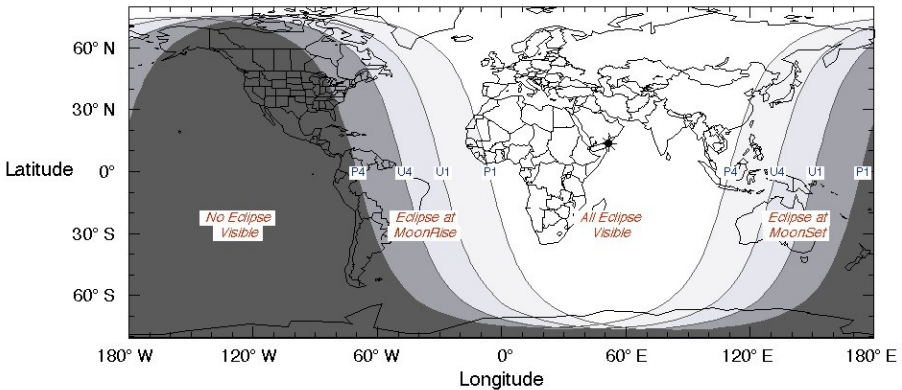 60° N
30° N
Latitude
0°
P4 U4 U1 P1 P4 U4 U1 P1
No Eclipse
Visible
Eclipse at
MoonRise
All Eclipse
Visible
Eclipse at
MoonSet
30° S
60° S
180° W 120° W 60° W 0° 60° E 120° E 180° E
Longitude